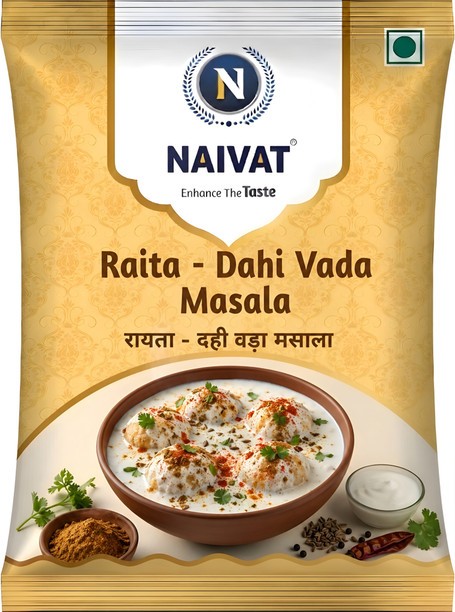 N
NAIVAT®
Enhance The Taste
Raita - Dahi Vada
Masala
रायता - दही वड़ा मसाला